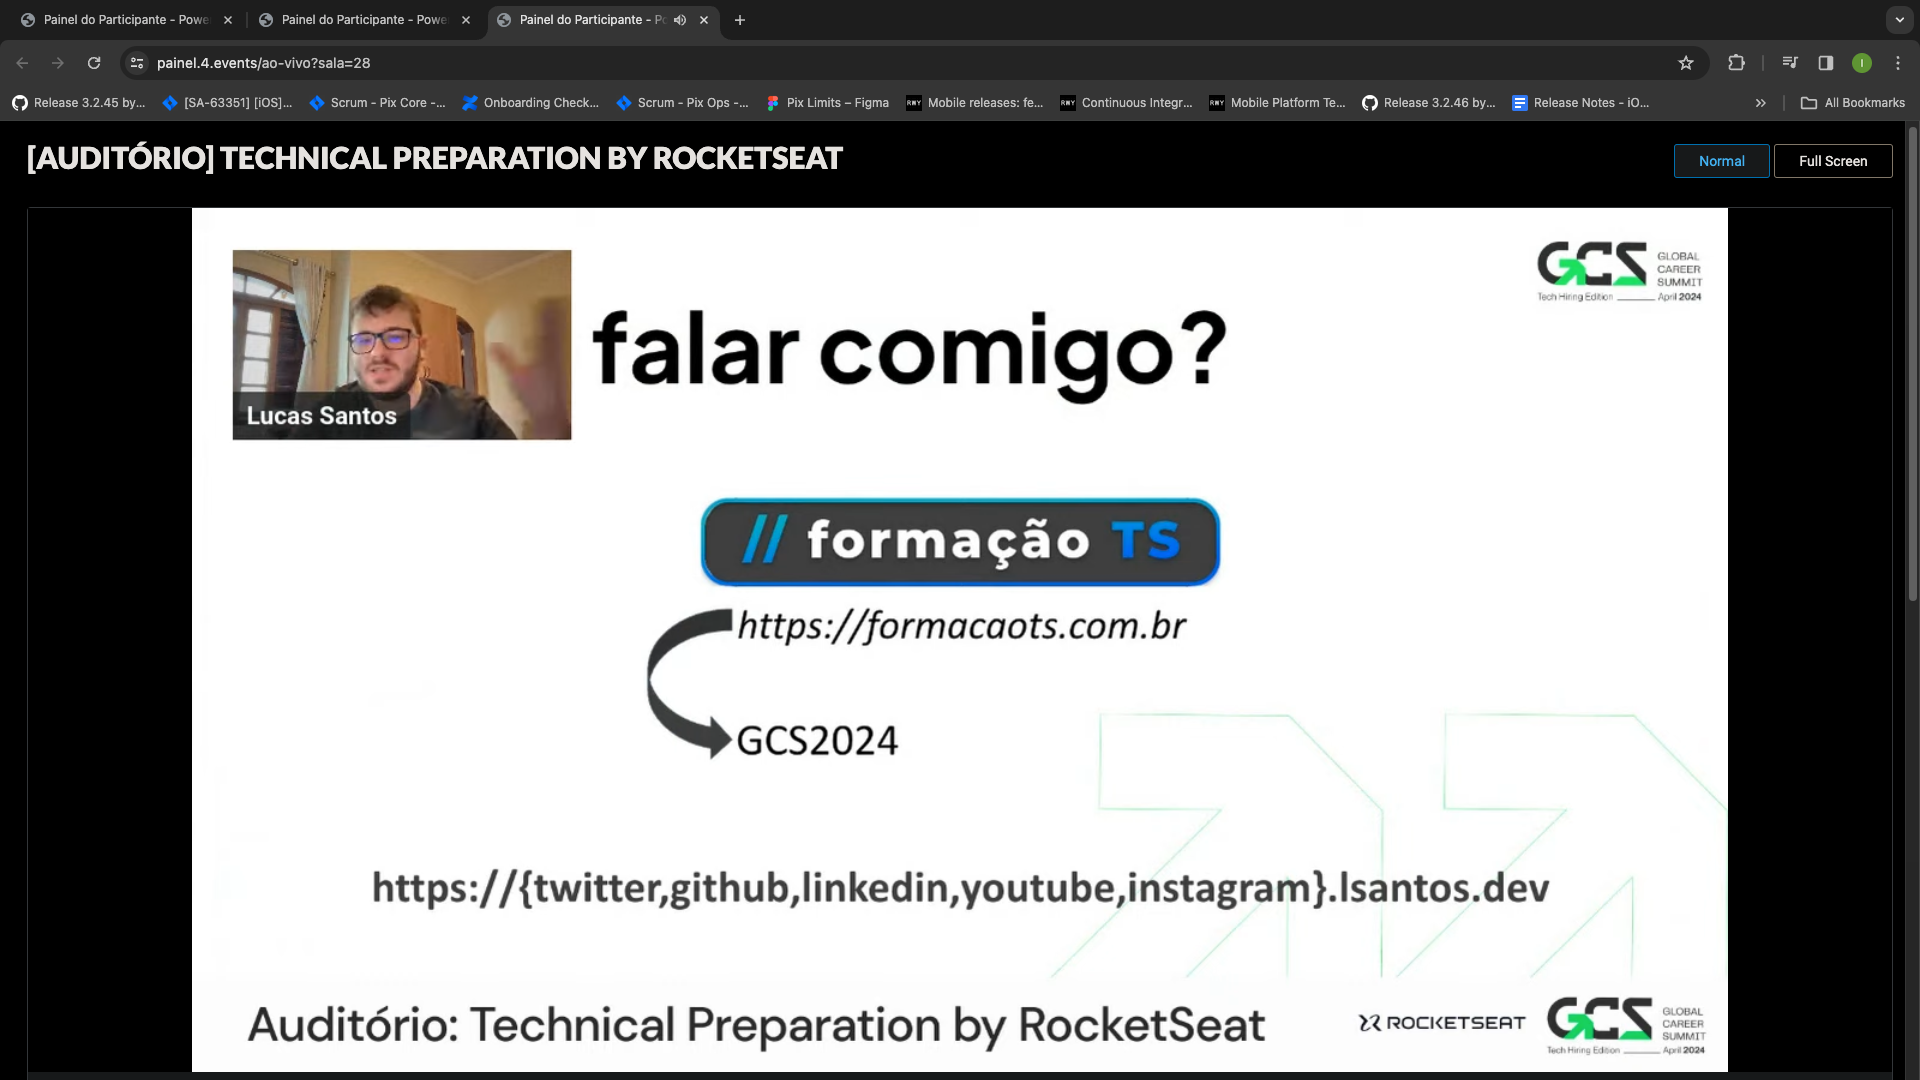 Painel do Participante - Powe
Painel do Participante - Powe
Painel do Participante - Po
painel.4.events/ao-vivo?sala=28
Release 3.2.45 by...
[SA-63351] [iOS]...
Scrum - Pix Core -...
Onboarding Check...
Scrum - Pix Ops -...
Pix Limits – Figma
RWY
Mobile releases: fe...
RWY
Continuous Integr...
RWY
Mobile Platform Te...
Release 3.2.46 by...
Release Notes - iO...
All Bookmarks
[AUDITÓRIO] TECHNICAL PREPARATION BY ROCKETSEAT
Normal
Full Screen
GCS
GLOBAL
CAREER
SUMMIT
Tech Hiring Edition
April 2024
falar comigo?
Lucas Santos
// formação TS
https://formacaots.com.br
GCS2024
https://{twitter,github,linkedin,youtube,instagram}.lsantos.dev
Auditório: Technical Preparation by RocketSeat
ROCKETSEAT
GCS
GLOBAL
CAREER
SUMMIT
Tech Hiring Edition
April 2024